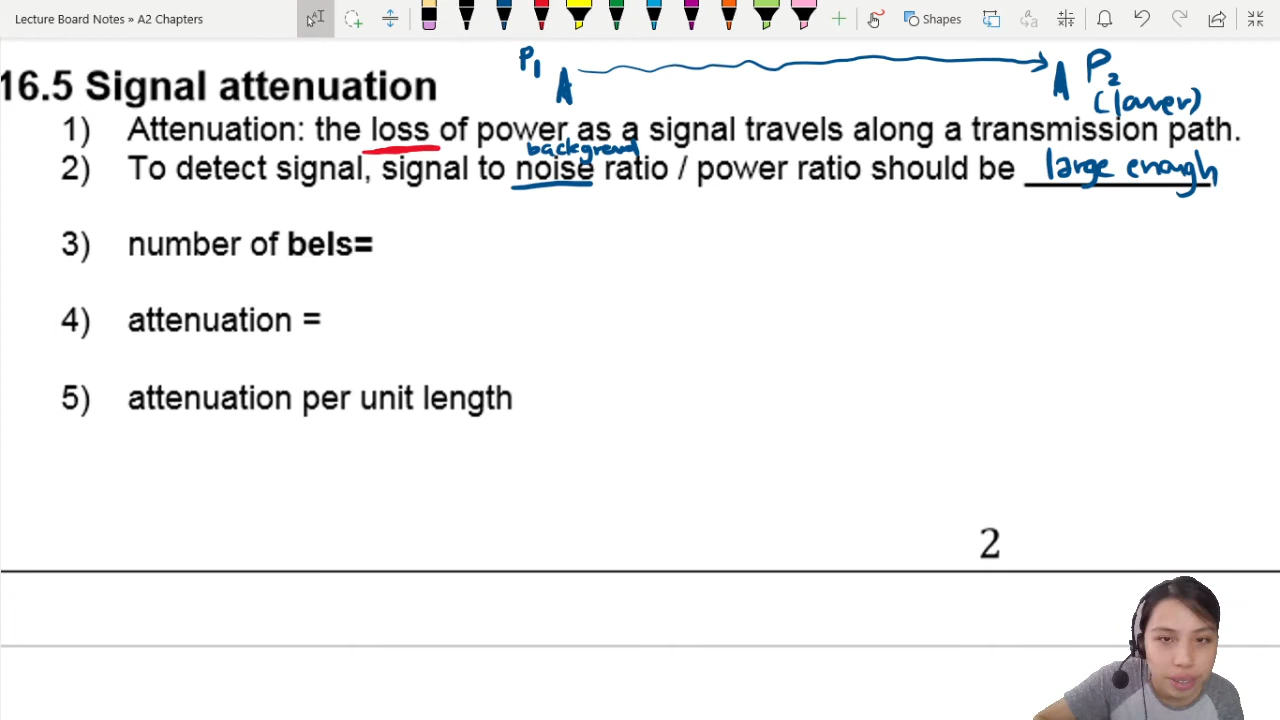 Lecture Board Notes » A2 Chapters
Shapes
P1 A A P2
(lower)
16.5 Signal attenuation
1) Attenuation: the loss of power as a signal travels along a transmission path.
background
2) To detect signal, signal to noise ratio / power ratio should be large enough
3) number of bels=
4) attenuation =
5) attenuation per unit length
2